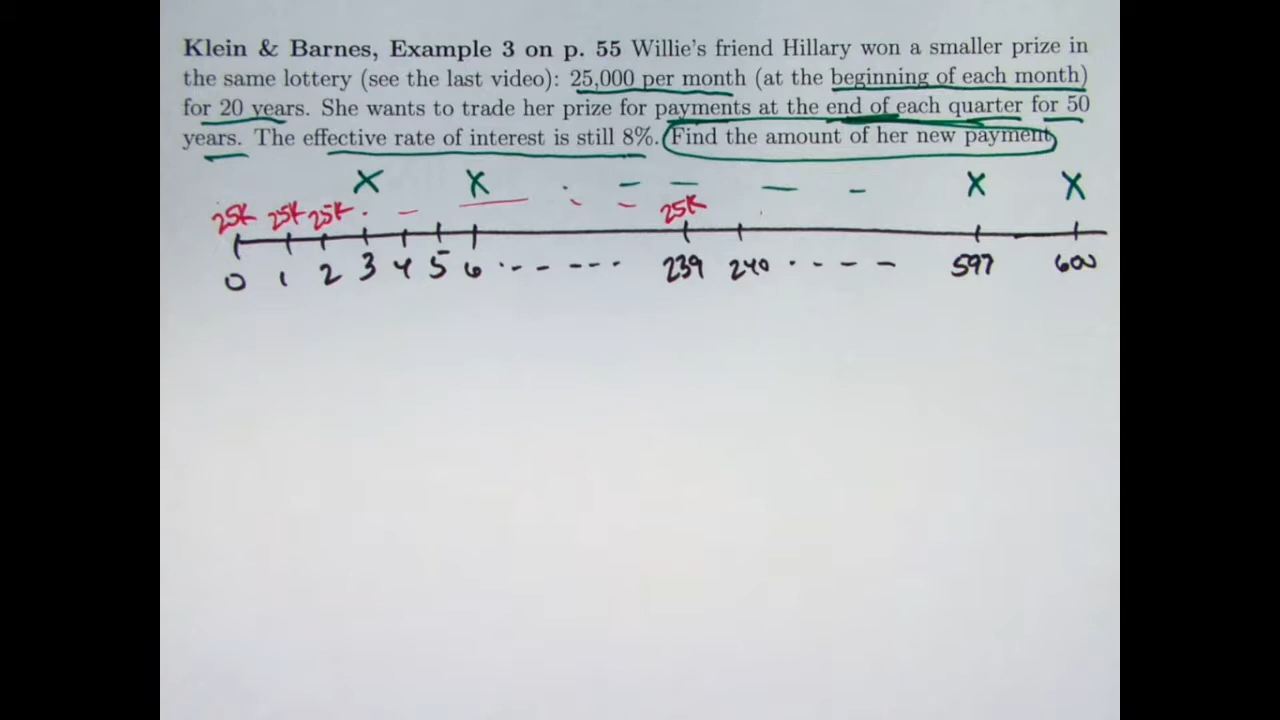 Klein & Barnes, Example 3 on p. 55 Willie's friend Hillary won a smaller prize in
the same lottery (see the last video): 25,000 per month (at the beginning of each month)
for 20 years. She wants to trade her prize for payments at the end of each quarter for 50
years. The effective rate of interest is still 8%. Find the amount of her new payment
X X . - - - - X X
25K 25K 25K . - - . - 25K
0 1 2 3 4 5 6 ..------... 239 240 . - - - - 597 600